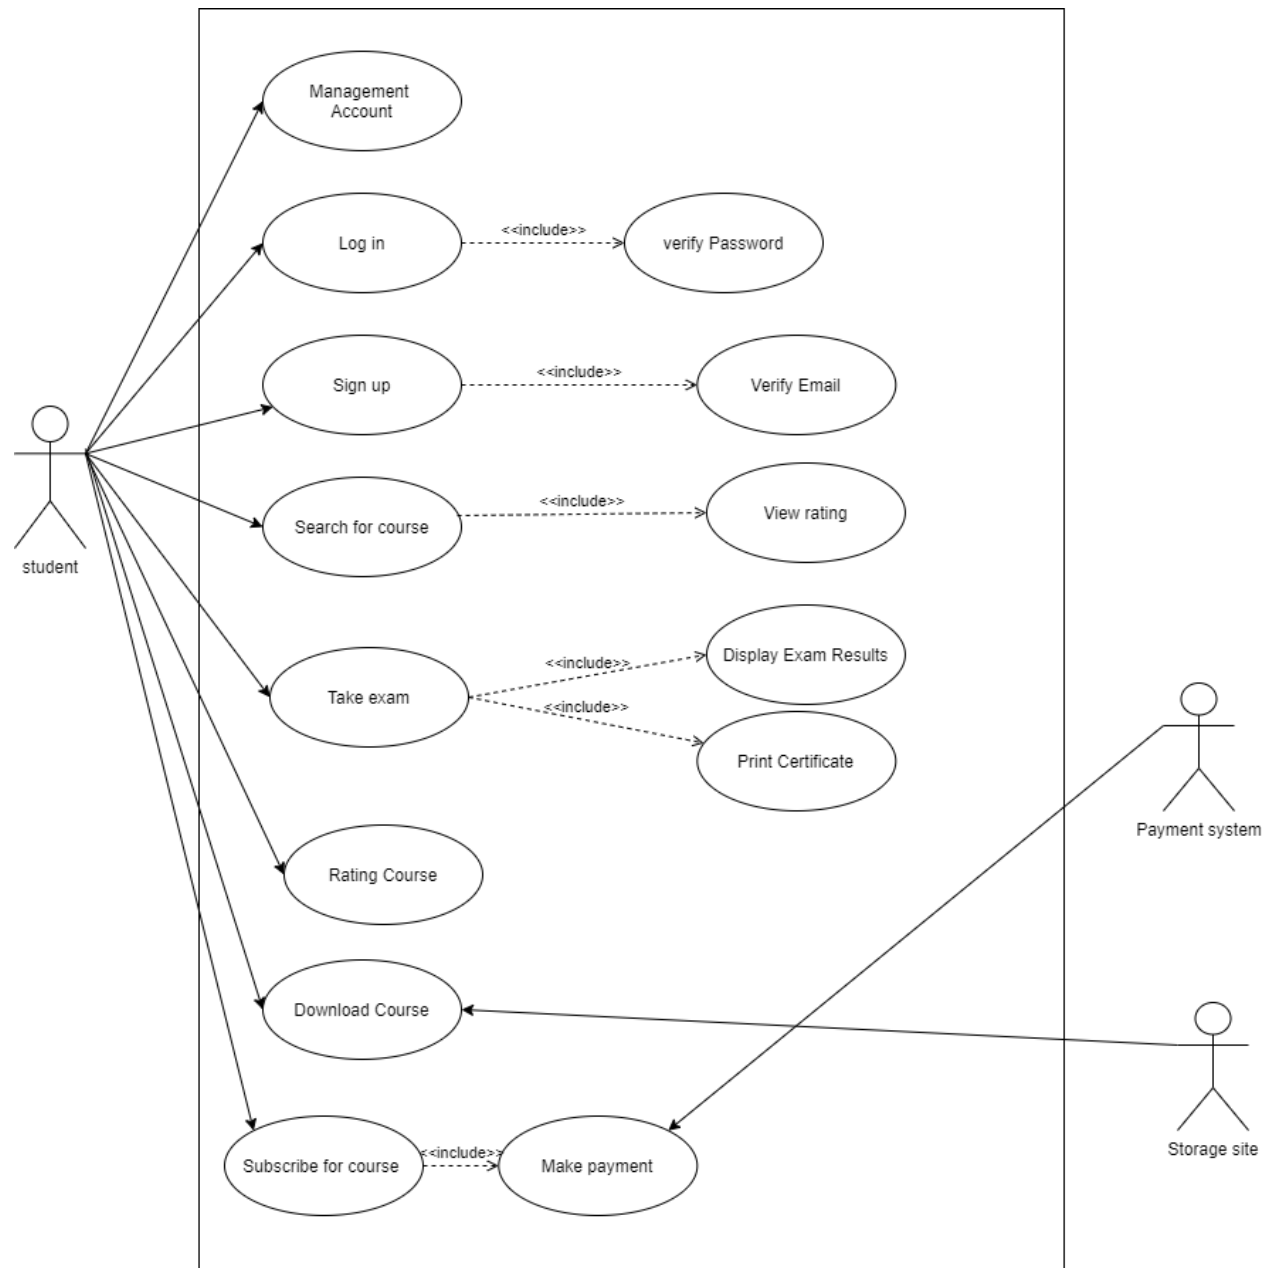 Management
Account
Log in
<<include>>
verify Password
Sign up
<<include>>
Verify Email
student
Search for course
<<include>>
View rating
Take exam
<<include>>
Display Exam Results
<<include>>
Print Certificate
Payment system
Rating Course
Download Course
Storage site
Subscribe for course
<<include>>
Make payment